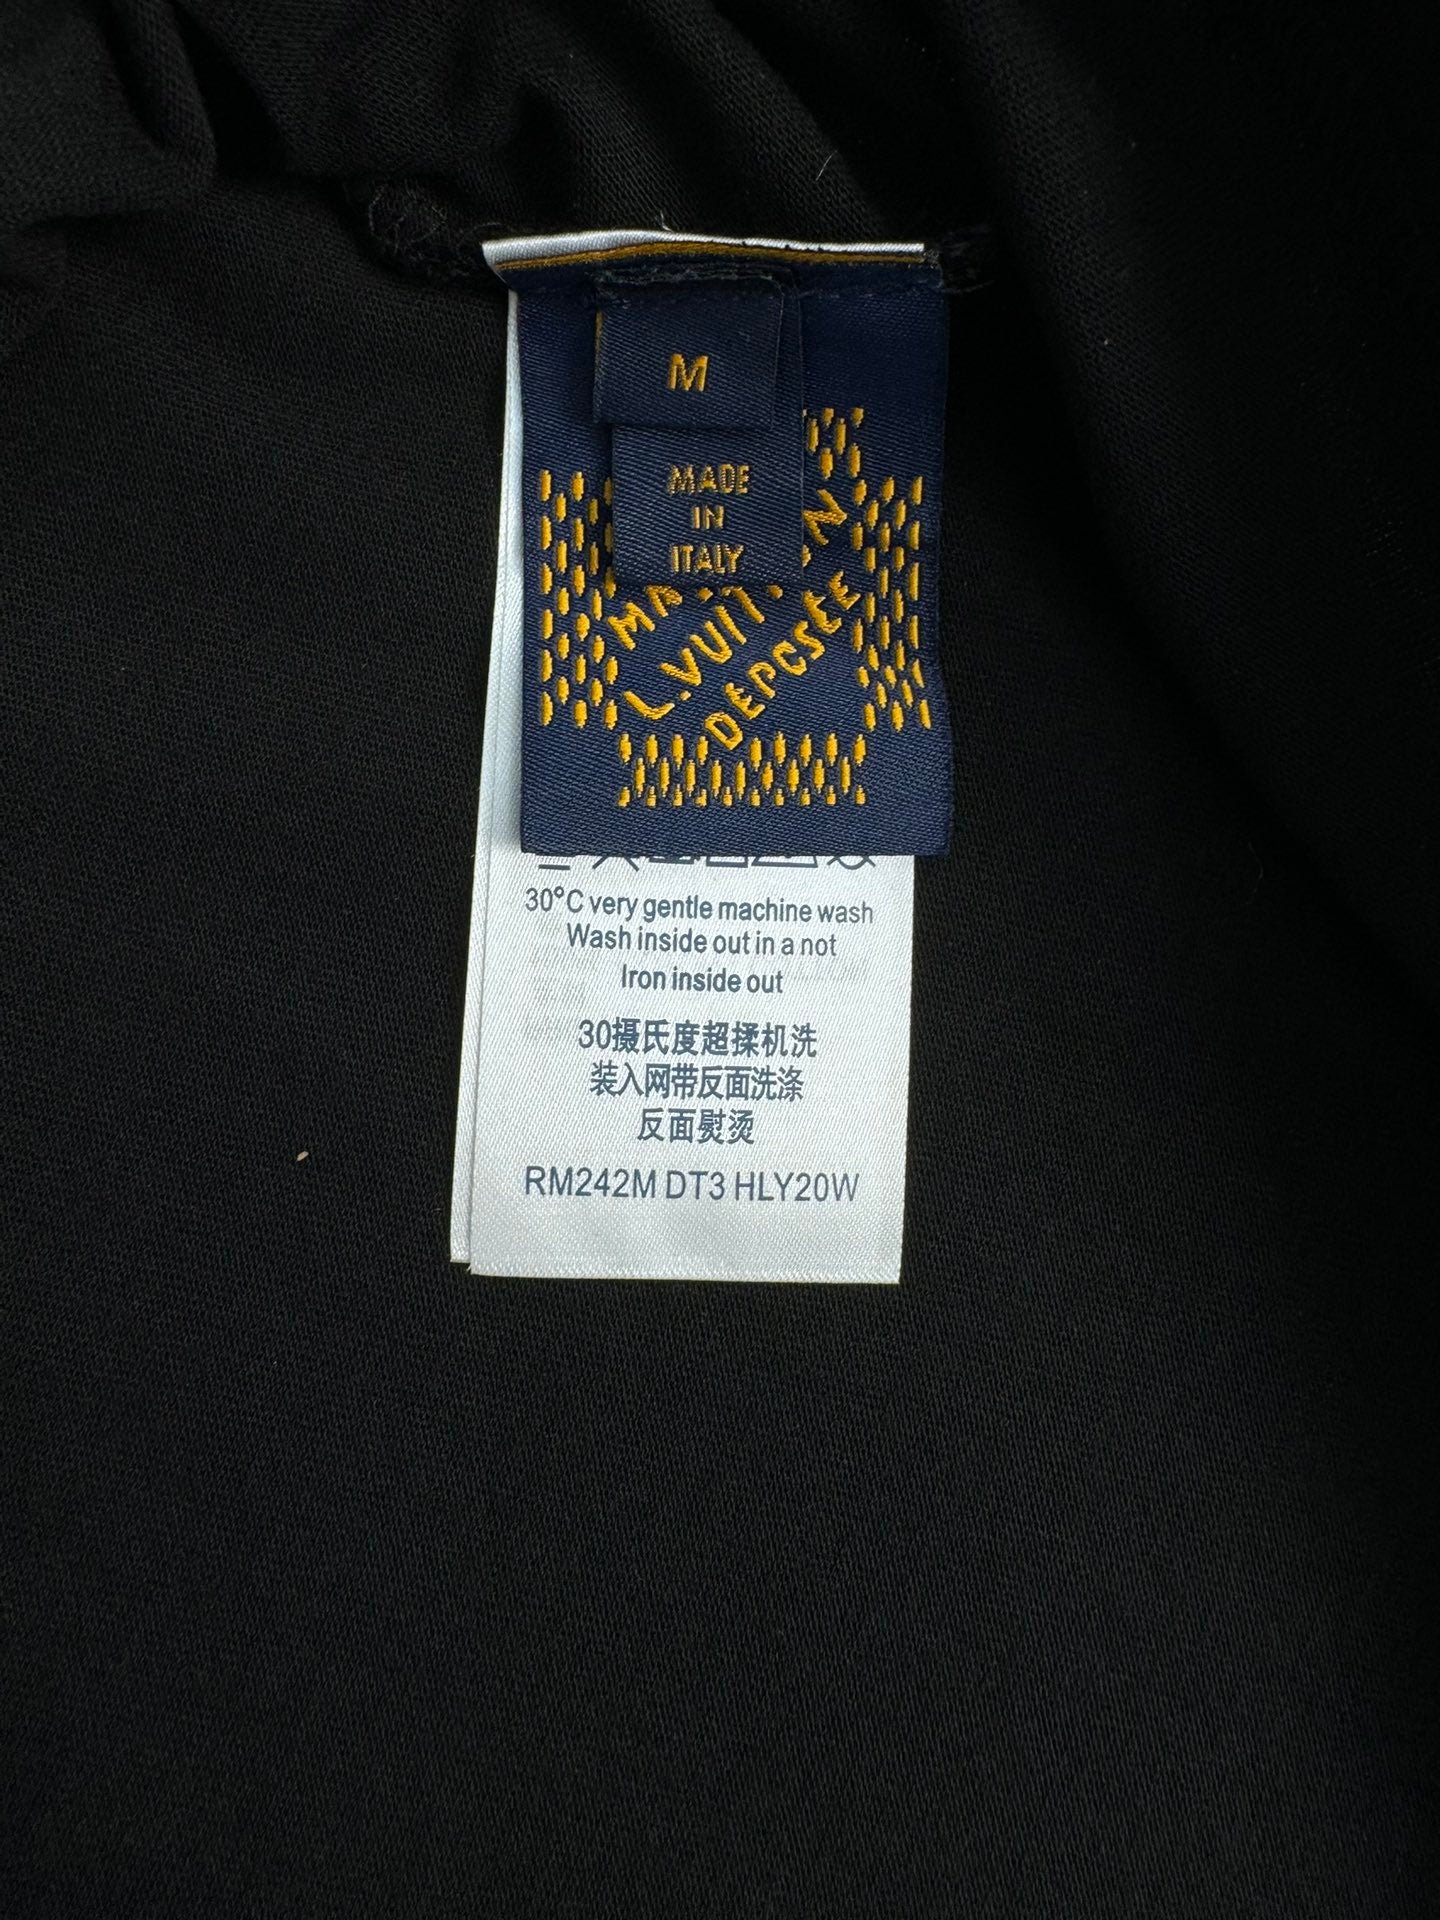 M
MADE
IN
ITALY
L.VUIT
30°C very gentle machine wash
Wash inside out in a not
Iron inside out
30摄氏度超揉机洗
装入网带反面洗涤
反面熨烫
RM242M DT3 HLY20W